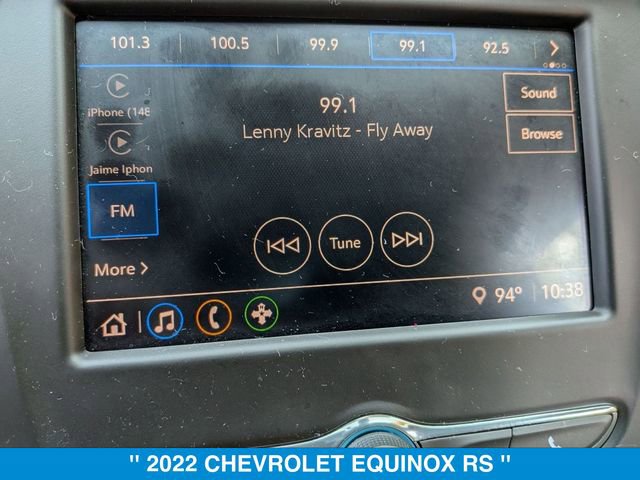 101.3 100.5 99.9 99.1 92.5
iPhone (148
Jaime Iphon
FM
More
99.1
Lenny Kravitz - Fly Away
Sound
Browse
Tune
94° 10:38
" 2022 CHEVROLET EQUINOX RS "